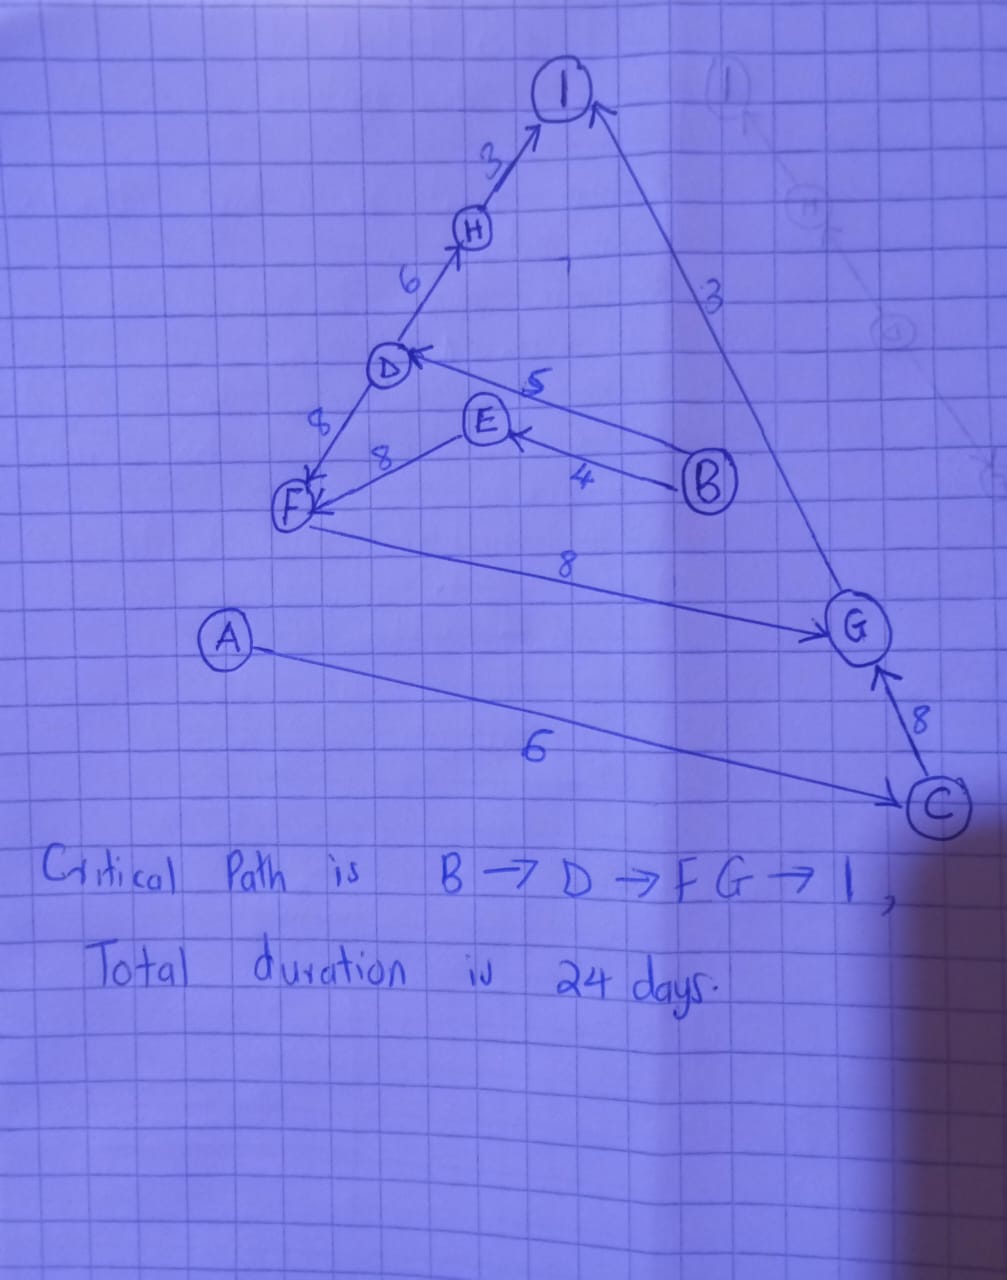 I
3
H
6
3
D
5
E
8
8
4
B
F
8
G
A
8
6
C
Critical Path is B → D → F G → I,
Total duration is 24 days.